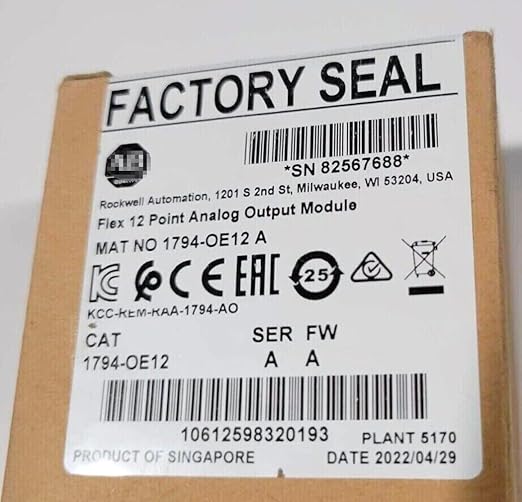 FACTORY SEAL
*SN 82567688*
Rockwell Automation, 1201 S 2nd St, Milwaukee, WI 53204, USA
Flex 12 Point Analog Output Module
MAT NO 1794-OE12 A
CE EAC 25
KCC-REM-RAA-1794-AO
CAT SER FW
1794-OE12 A A
10612598320193 PLANT 5170
PRODUCT OF SINGAPORE DATE 2022/04/29